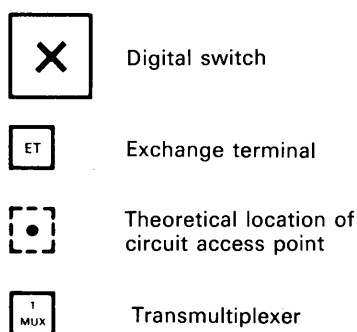 Digital switch
ET
Exchange terminal
Theoretical location of
circuit access point
1
MUX
Transmultiplexer